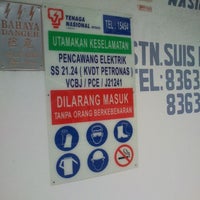 BAHAYA
DANGER
TENAGA
NASIONAL
TEL : 15454
UTAMAKAN KESELAMATAN
PENCAWANG ELEKTRIK
SS 21.24 ( KVDT PETRONAS )
VCBJ / PCE / J21241
DILARANG MASUK
TANPA ORANG BERKEBENARAN
STN.SUIS
TEL: 8363
8363